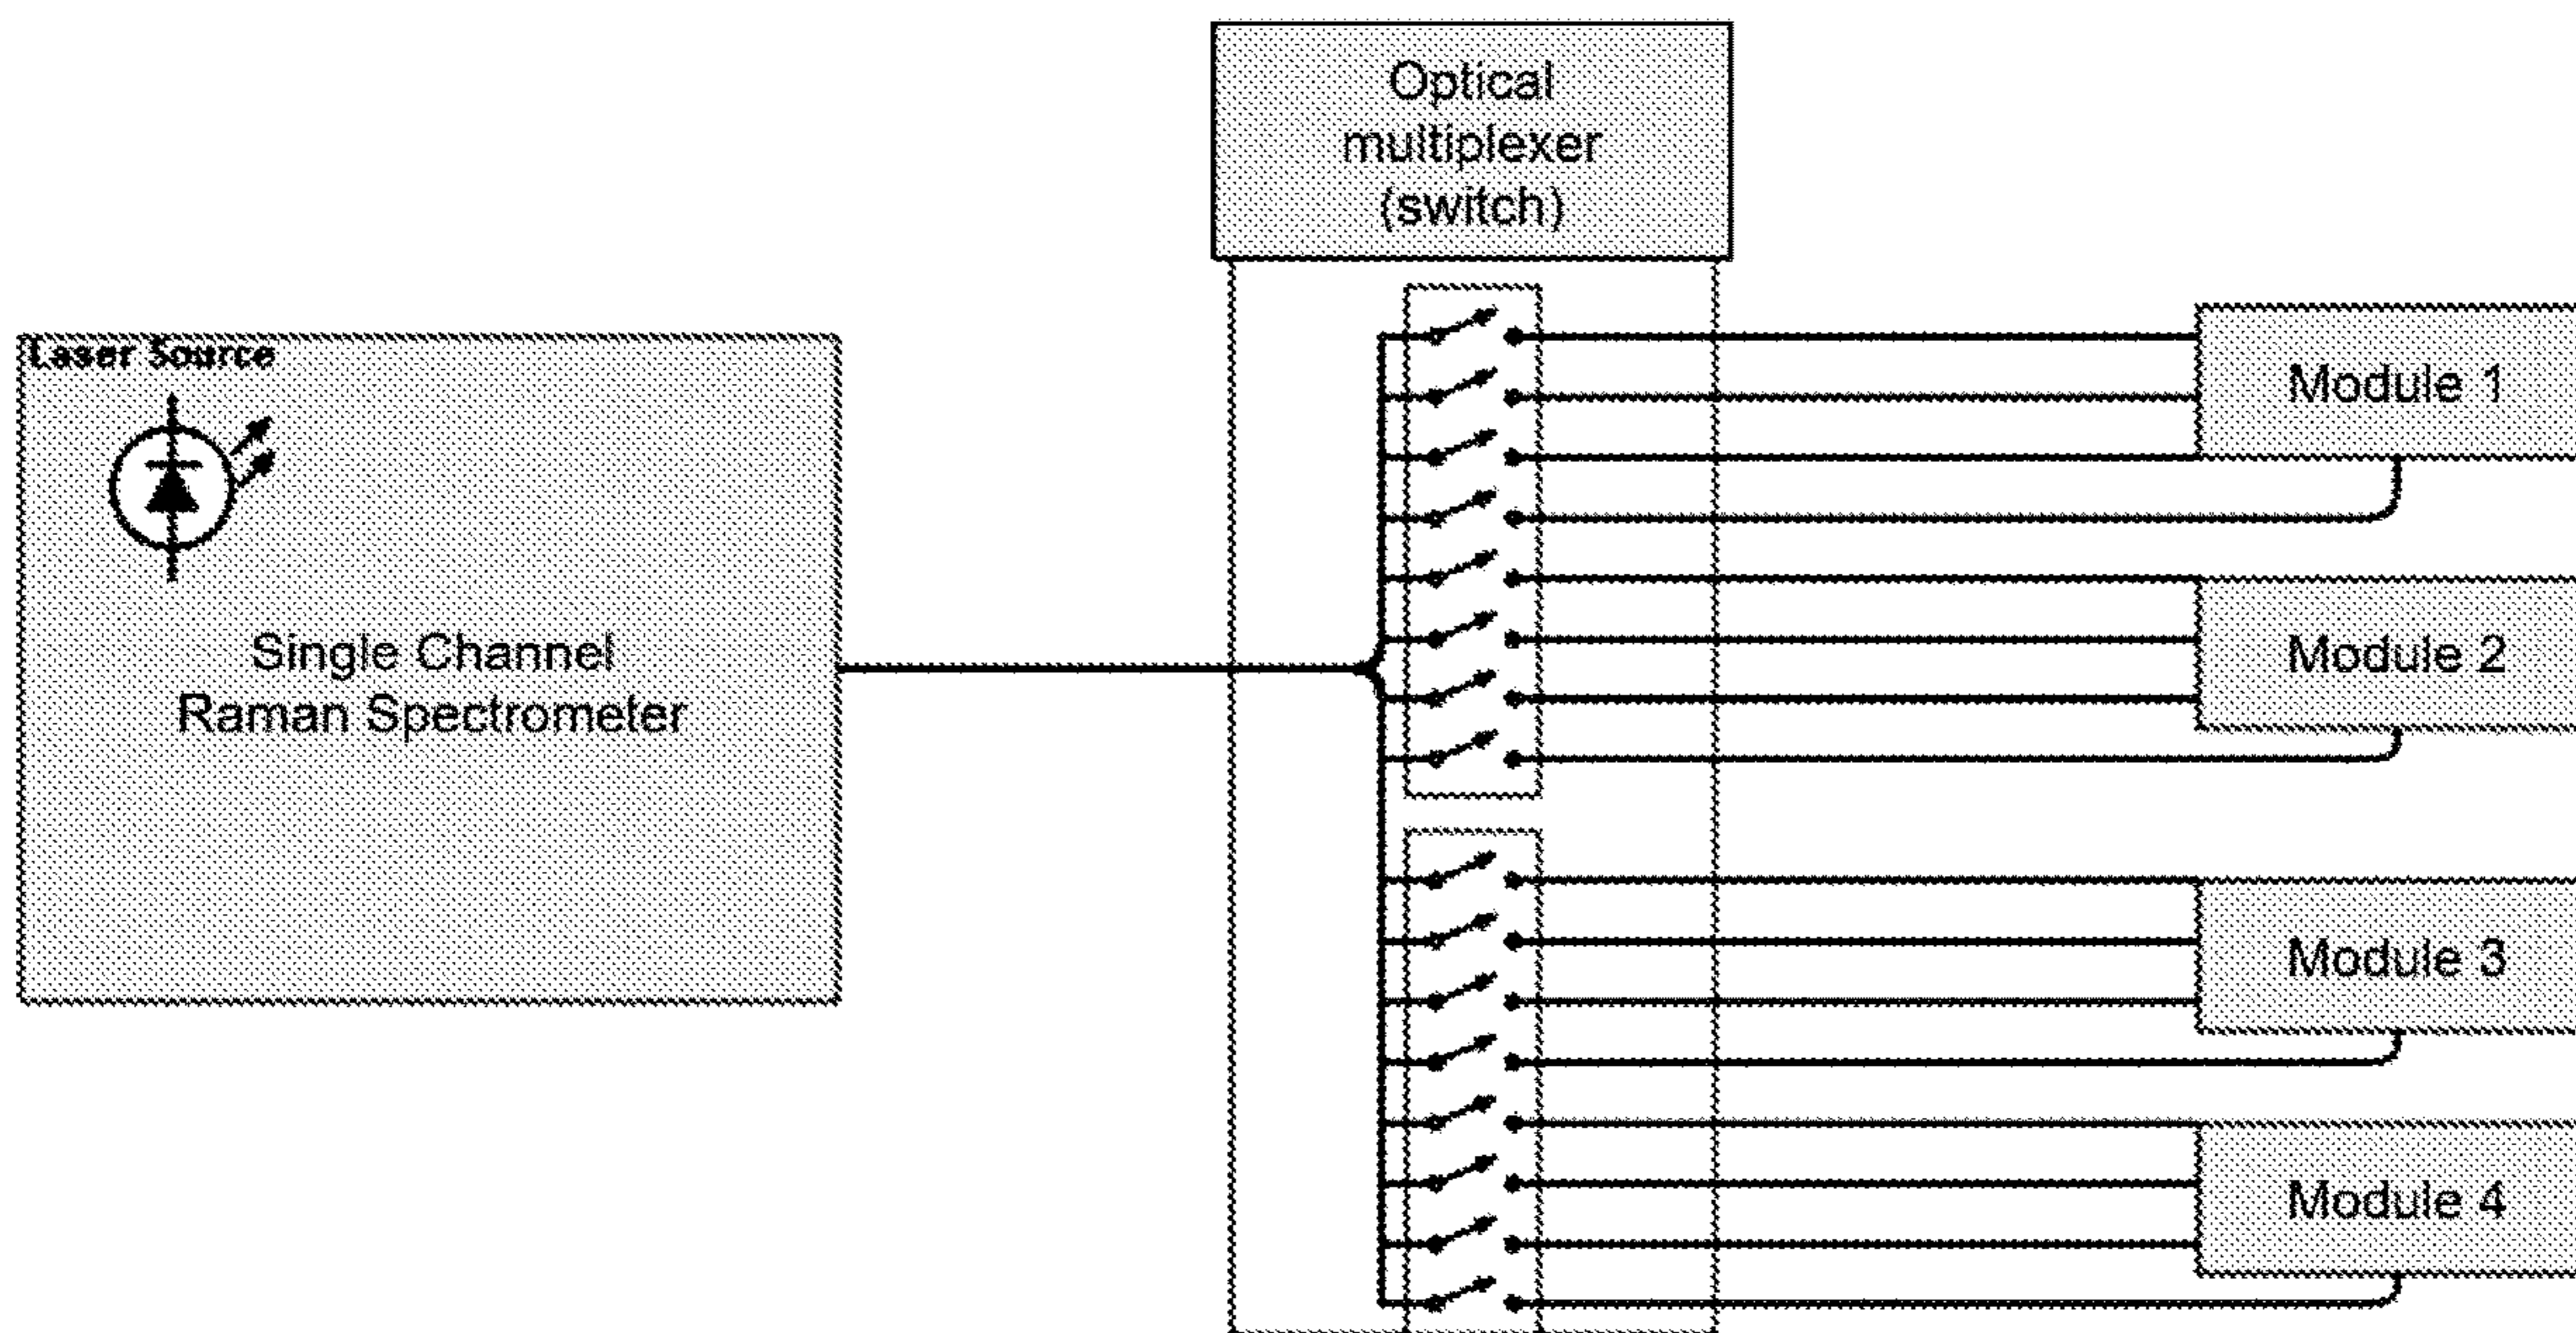 Optical
multiplexer
(switch)
Laser Source
Single Channel
Raman Spectrometer
Module 1
Module 2
Module 3
Module 4